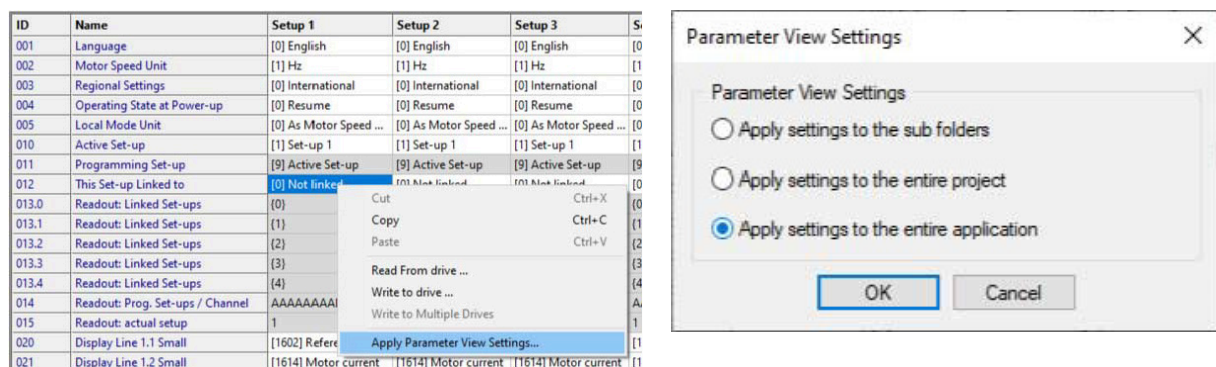 ID Name Setup 1 Setup 2 Setup 3
001 Language [0] English [0] English [0] English
002 Motor Speed Unit [1] Hz [1] Hz [1] Hz
003 Regional Settings [0] International [0] International [0] International
004 Operating State at Power-up [0] Resume [0] Resume [0] Resume
005 Local Mode Unit [0] As Motor Speed ... [0] As Motor Speed ... [0] As Motor Speed ...
010 Active Set-up [1] Set-up 1 [1] Set-up 1 [1] Set-up 1
011 Programming Set-up [9] Active Set-up [9] Active Set-up [9] Active Set-up
012 This Set-up Linked to [0] Not linked [0] Not linked [0] Not linked
013.0 Readout: Linked Set-ups {0}
013.1 Readout: Linked Set-ups {1}
013.2 Readout: Linked Set-ups {2}
013.3 Readout: Linked Set-ups {3}
013.4 Readout: Linked Set-ups {4}
014 Readout: Prog. Set-ups / Channel
015 Readout: actual setup 1
020 Display Line 1.1 Small [1602]
021 Display Line 1.2 Small [1614] Motor current [1614] Motor current [1614] Motor current
Cut Ctrl+X
Copy Ctrl+C
Paste Ctrl+V
Read From drive ...
Write to drive ...
Write to Multiple Drives
Apply Parameter View Settings...
Parameter View Settings
Parameter View Settings
Apply settings to the sub folders
Apply settings to the entire project
Apply settings to the entire application
OK Cancel